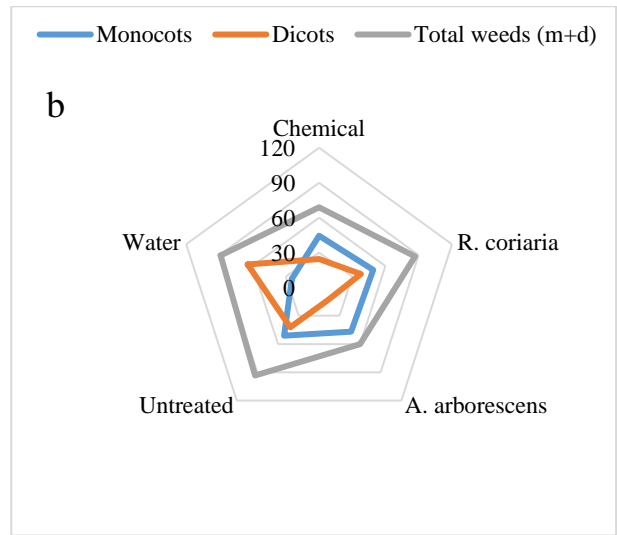 Monocots Dicots Total weeds (m+d)
b
Chemical
120
90
60
30
0
R. coriaria
A. arborescens
Untreated
Water